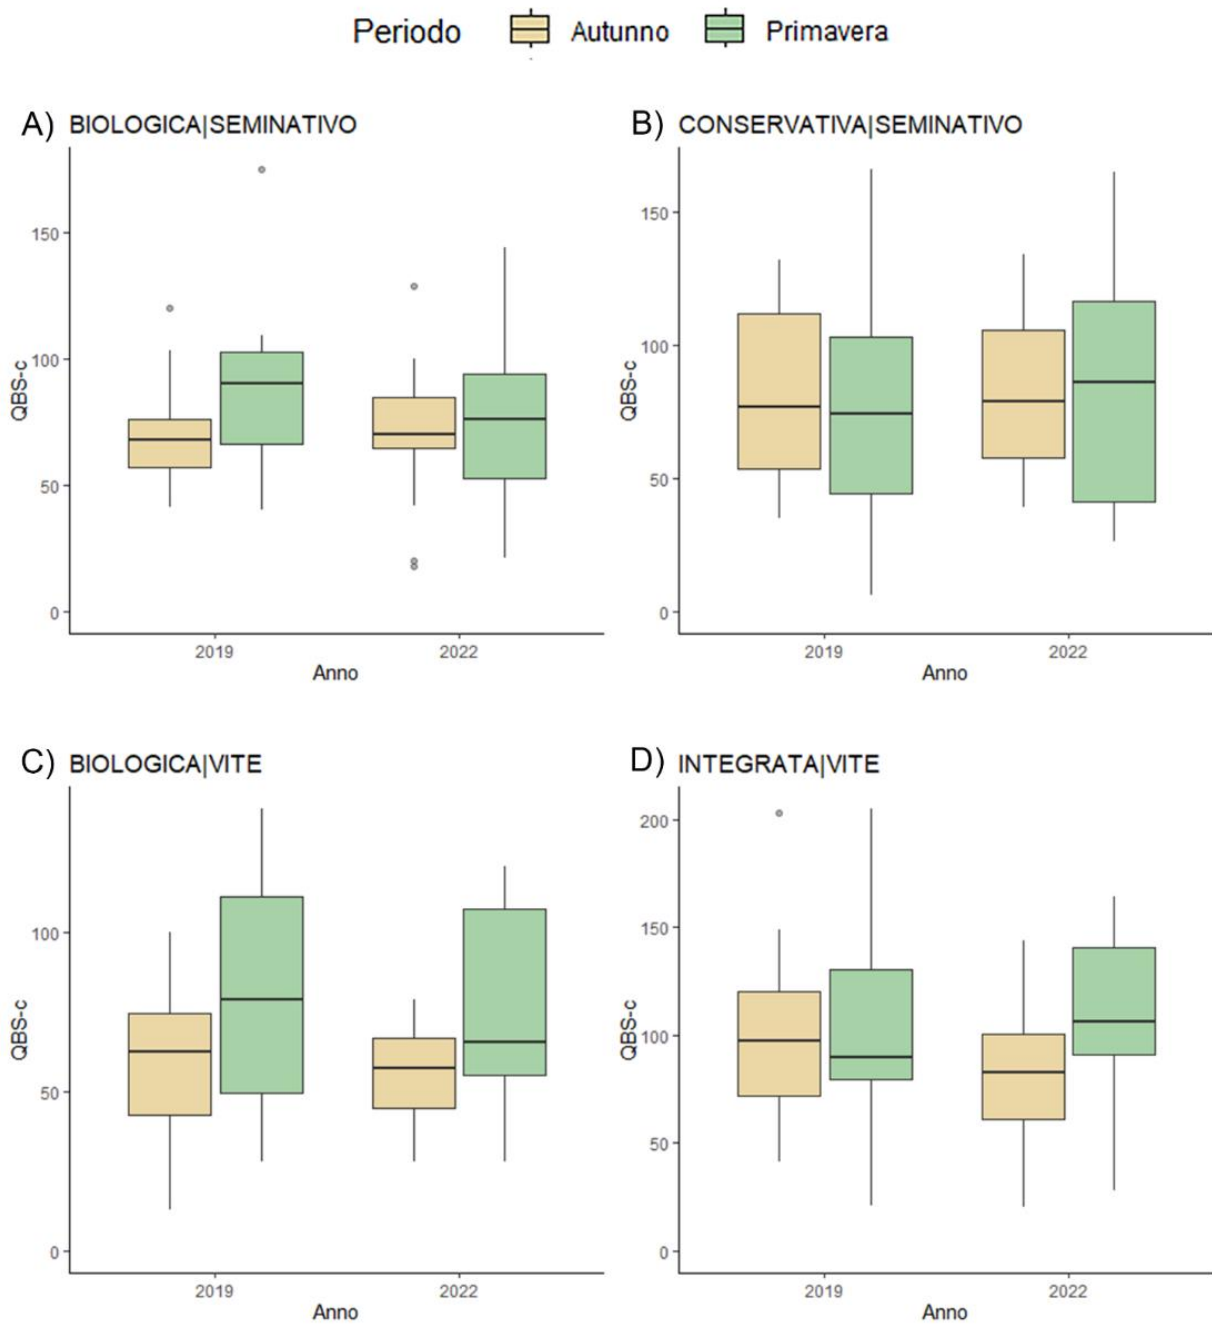 Periodo Autunno Primavera
A) BIOLOGICA|SEMINATIVO
QBS-c
150
100
50
0
2019 2022
Anno
B) CONSERVATIVA|SEMINATIVO
QBS-c
150
100
50
0
2019 2022
Anno
C) BIOLOGICA|VITE
QBS-c
100
50
0
2019 2022
Anno
D) INTEGRATA|VITE
QBS-c
200
150
100
50
0
2019 2022
Anno